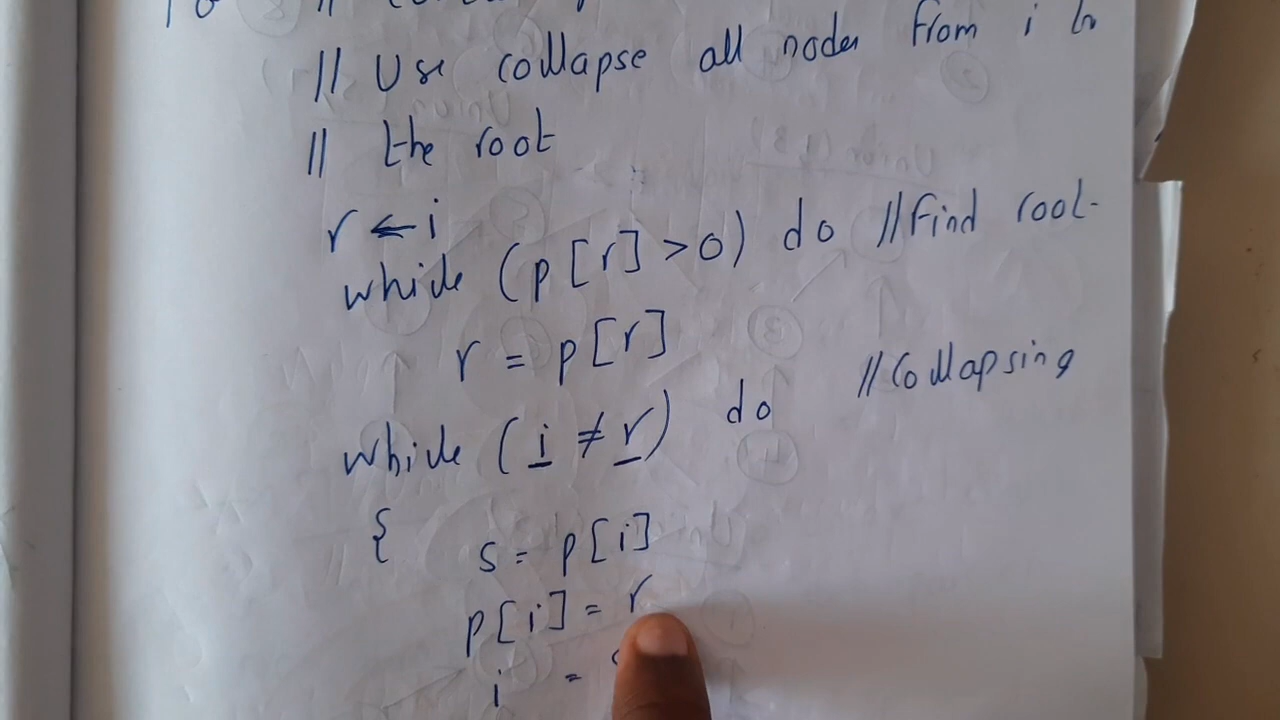 // Use collapse all nodes from i to
// the root
r ← i
while (p[r] > 0) do //Find root
r = p[r]
while (i ≠ r) do //Collapsing
{ s = p[i]
p[i] = r
i =